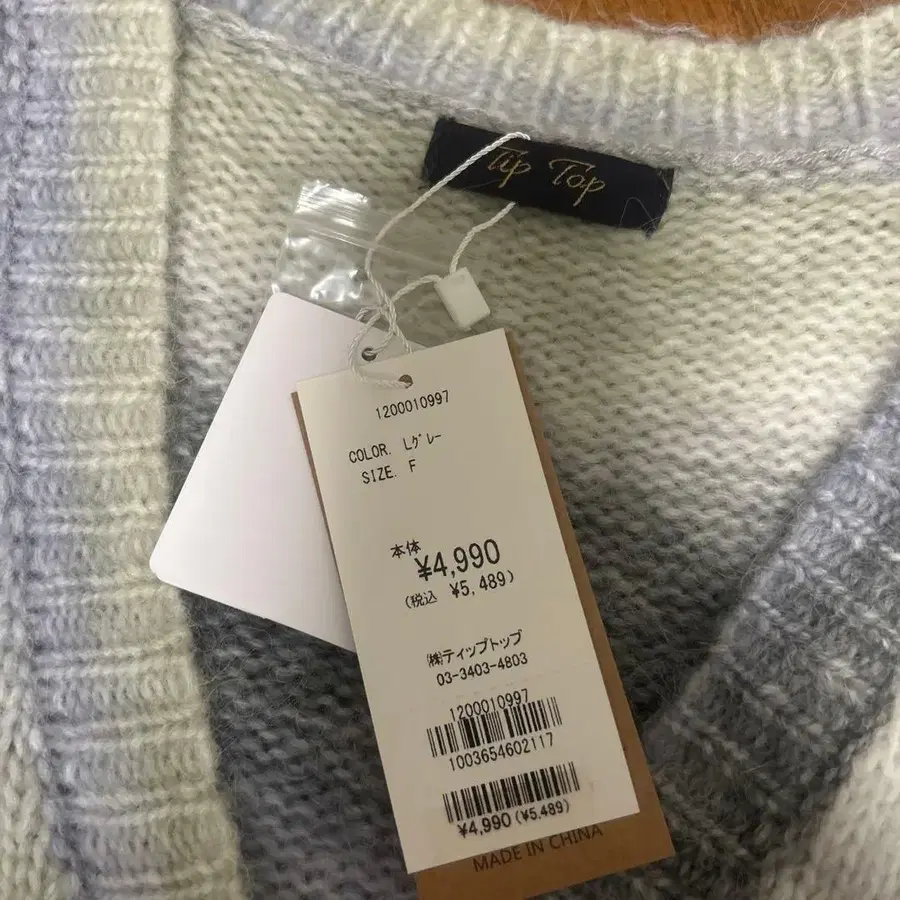 Tip Top
1200010997
COLOR. Lグレー
SIZE. F
本体
¥4,990
(税込 ¥5,489)
㈱ティップトップ
03-3403-4803
1200010997
1003654602117
¥4,990(¥5,489)
MADE IN CHINA